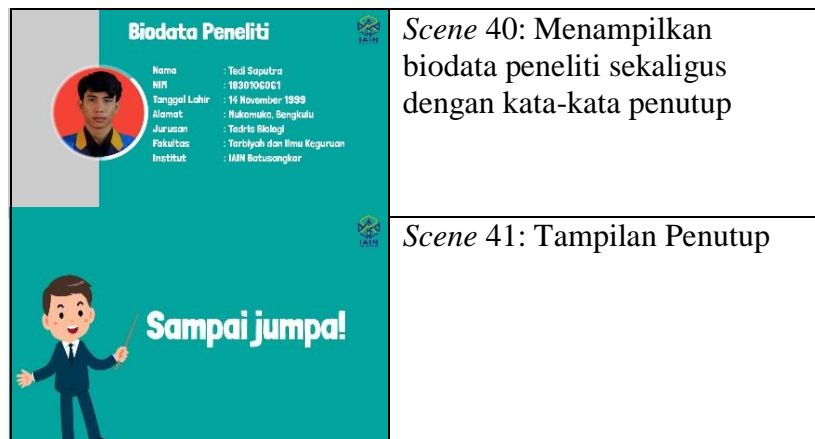 Biodata Peneliti
IAIN
Nama : Tedi Saputra
NIM : 1830106061
Tanggal Lahir : 14 November 1999
Alamat : Mukomuko, Bengkulu
Jurusan : Tadris Biologi
Fakultas : Tarbiyah dan Ilmu Keguruan
Institut : IAIN Batusangkar
Scene 40: Menampilkan
biodata peneliti sekaligus
dengan kata-kata penutup
IAIN
Sampai jumpa!
Scene 41: Tampilan Penutup